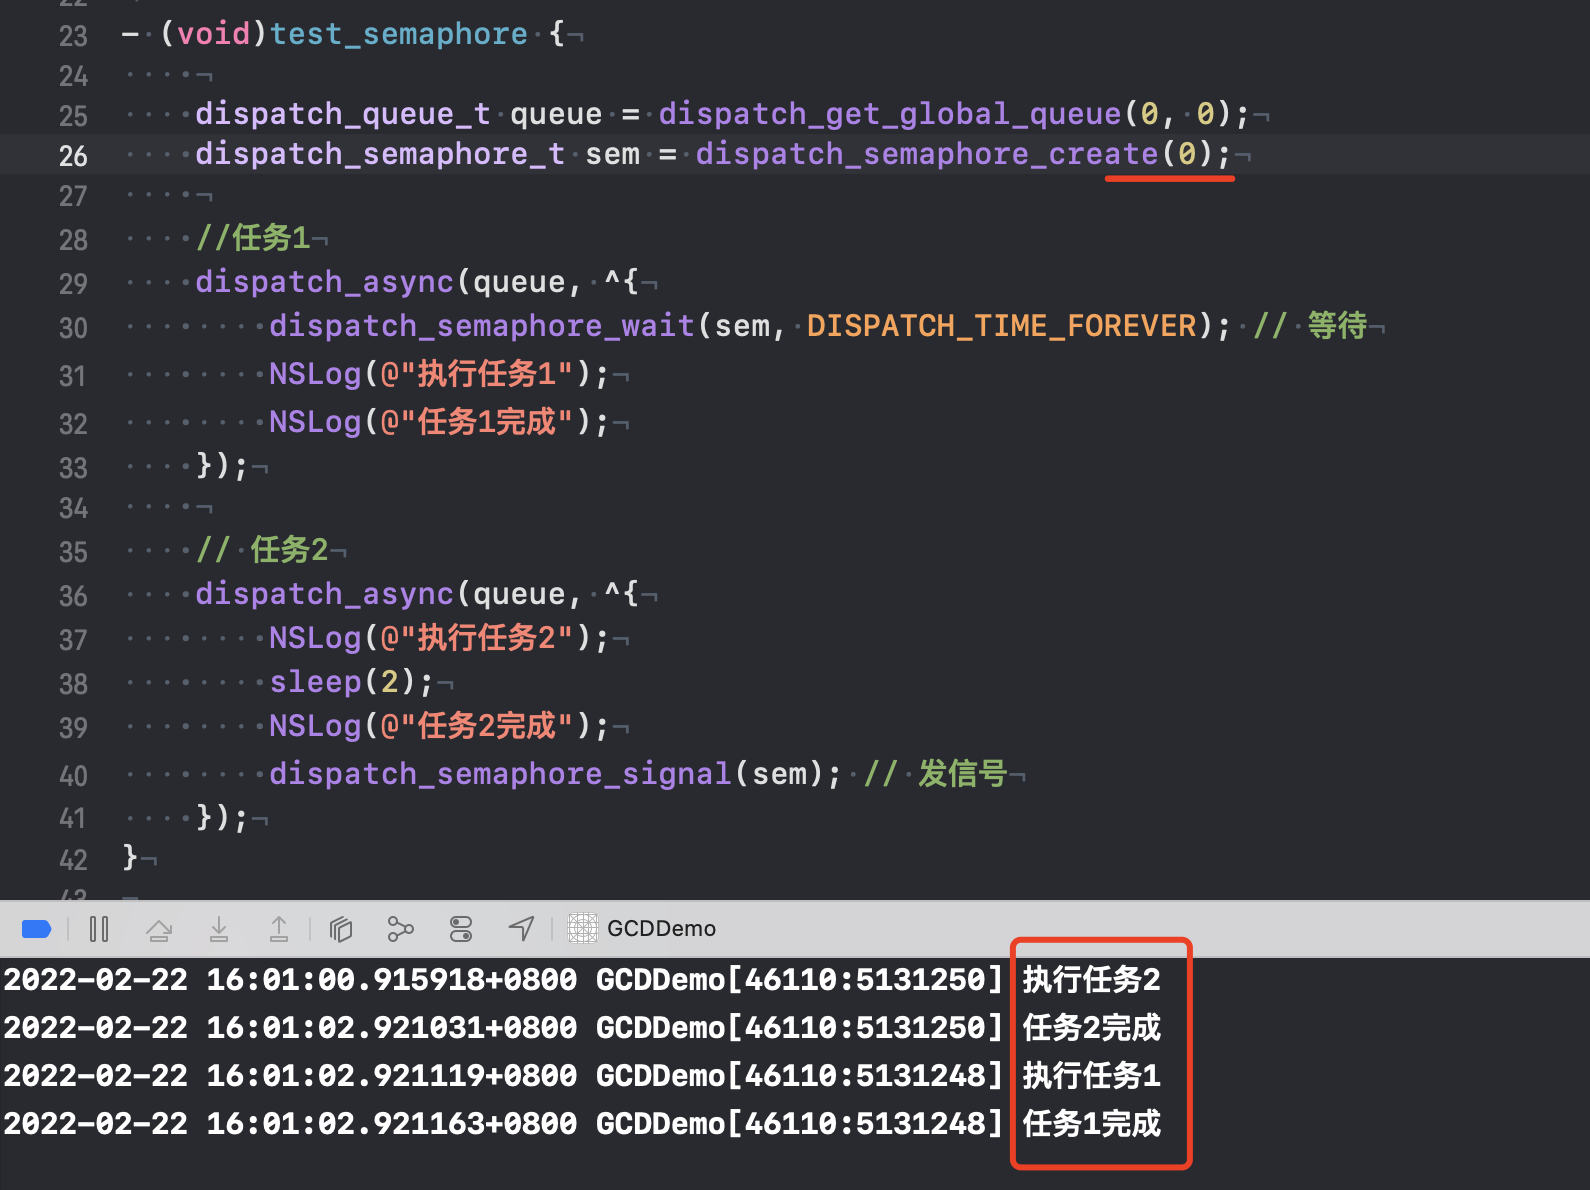 23 - (void)test_semaphore {
24
25 dispatch_queue_t queue = dispatch_get_global_queue(0, 0);
26 dispatch_semaphore_t sem = dispatch_semaphore_create(0);
27
28 //任务1
29 dispatch_async(queue, ^{
30 dispatch_semaphore_wait(sem, DISPATCH_TIME_FOREVER); // 等待
31 NSLog(@"执行任务1");
32 NSLog(@"任务1完成");
33 });
34
35 // 任务2
36 dispatch_async(queue, ^{
37 NSLog(@"执行任务2");
38 sleep(2);
39 NSLog(@"任务2完成");
40 dispatch_semaphore_signal(sem); // 发信号
41 });
42 }
GCDDemo
2022-02-22 16:01:00.915918+0800 GCDDemo[46110:5131250] 执行任务2
2022-02-22 16:01:02.921031+0800 GCDDemo[46110:5131250] 任务2完成
2022-02-22 16:01:02.921119+0800 GCDDemo[46110:5131248] 执行任务1
2022-02-22 16:01:02.921163+0800 GCDDemo[46110:5131248] 任务1完成